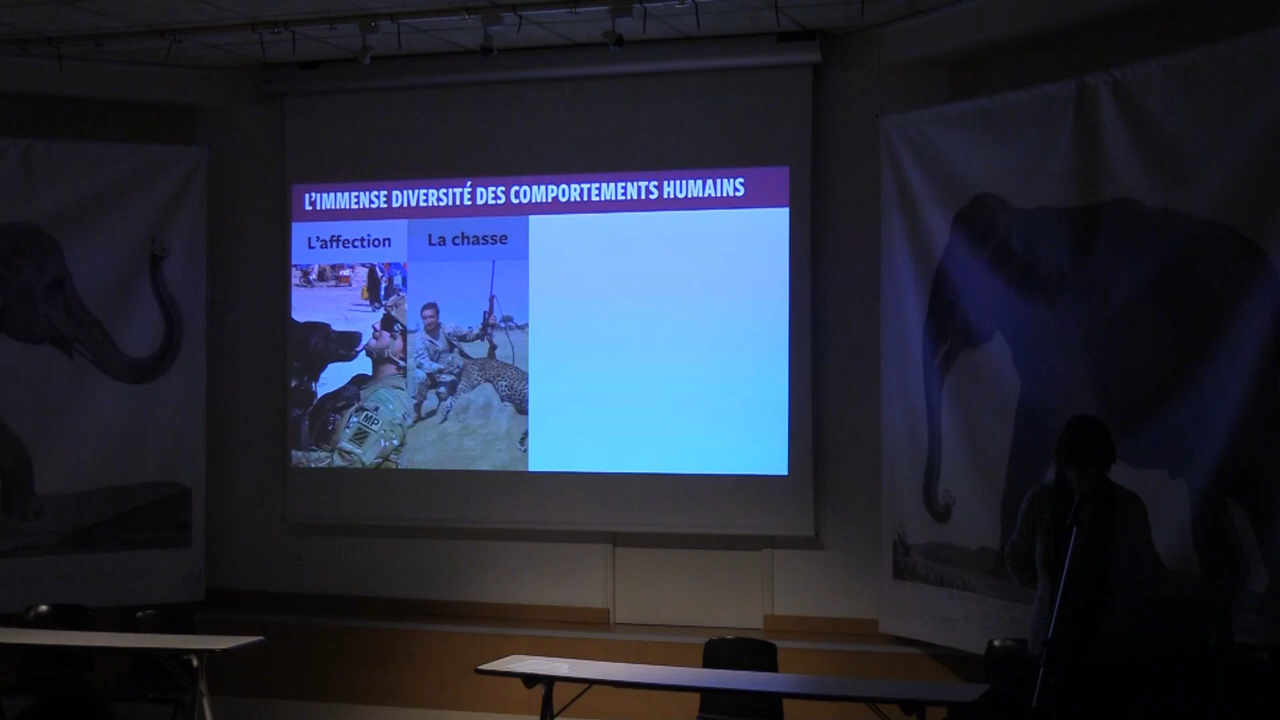 L'IMMENSE DIVERSITÉ DES COMPORTEMENTS HUMAINS
L'affection
La chasse
MP